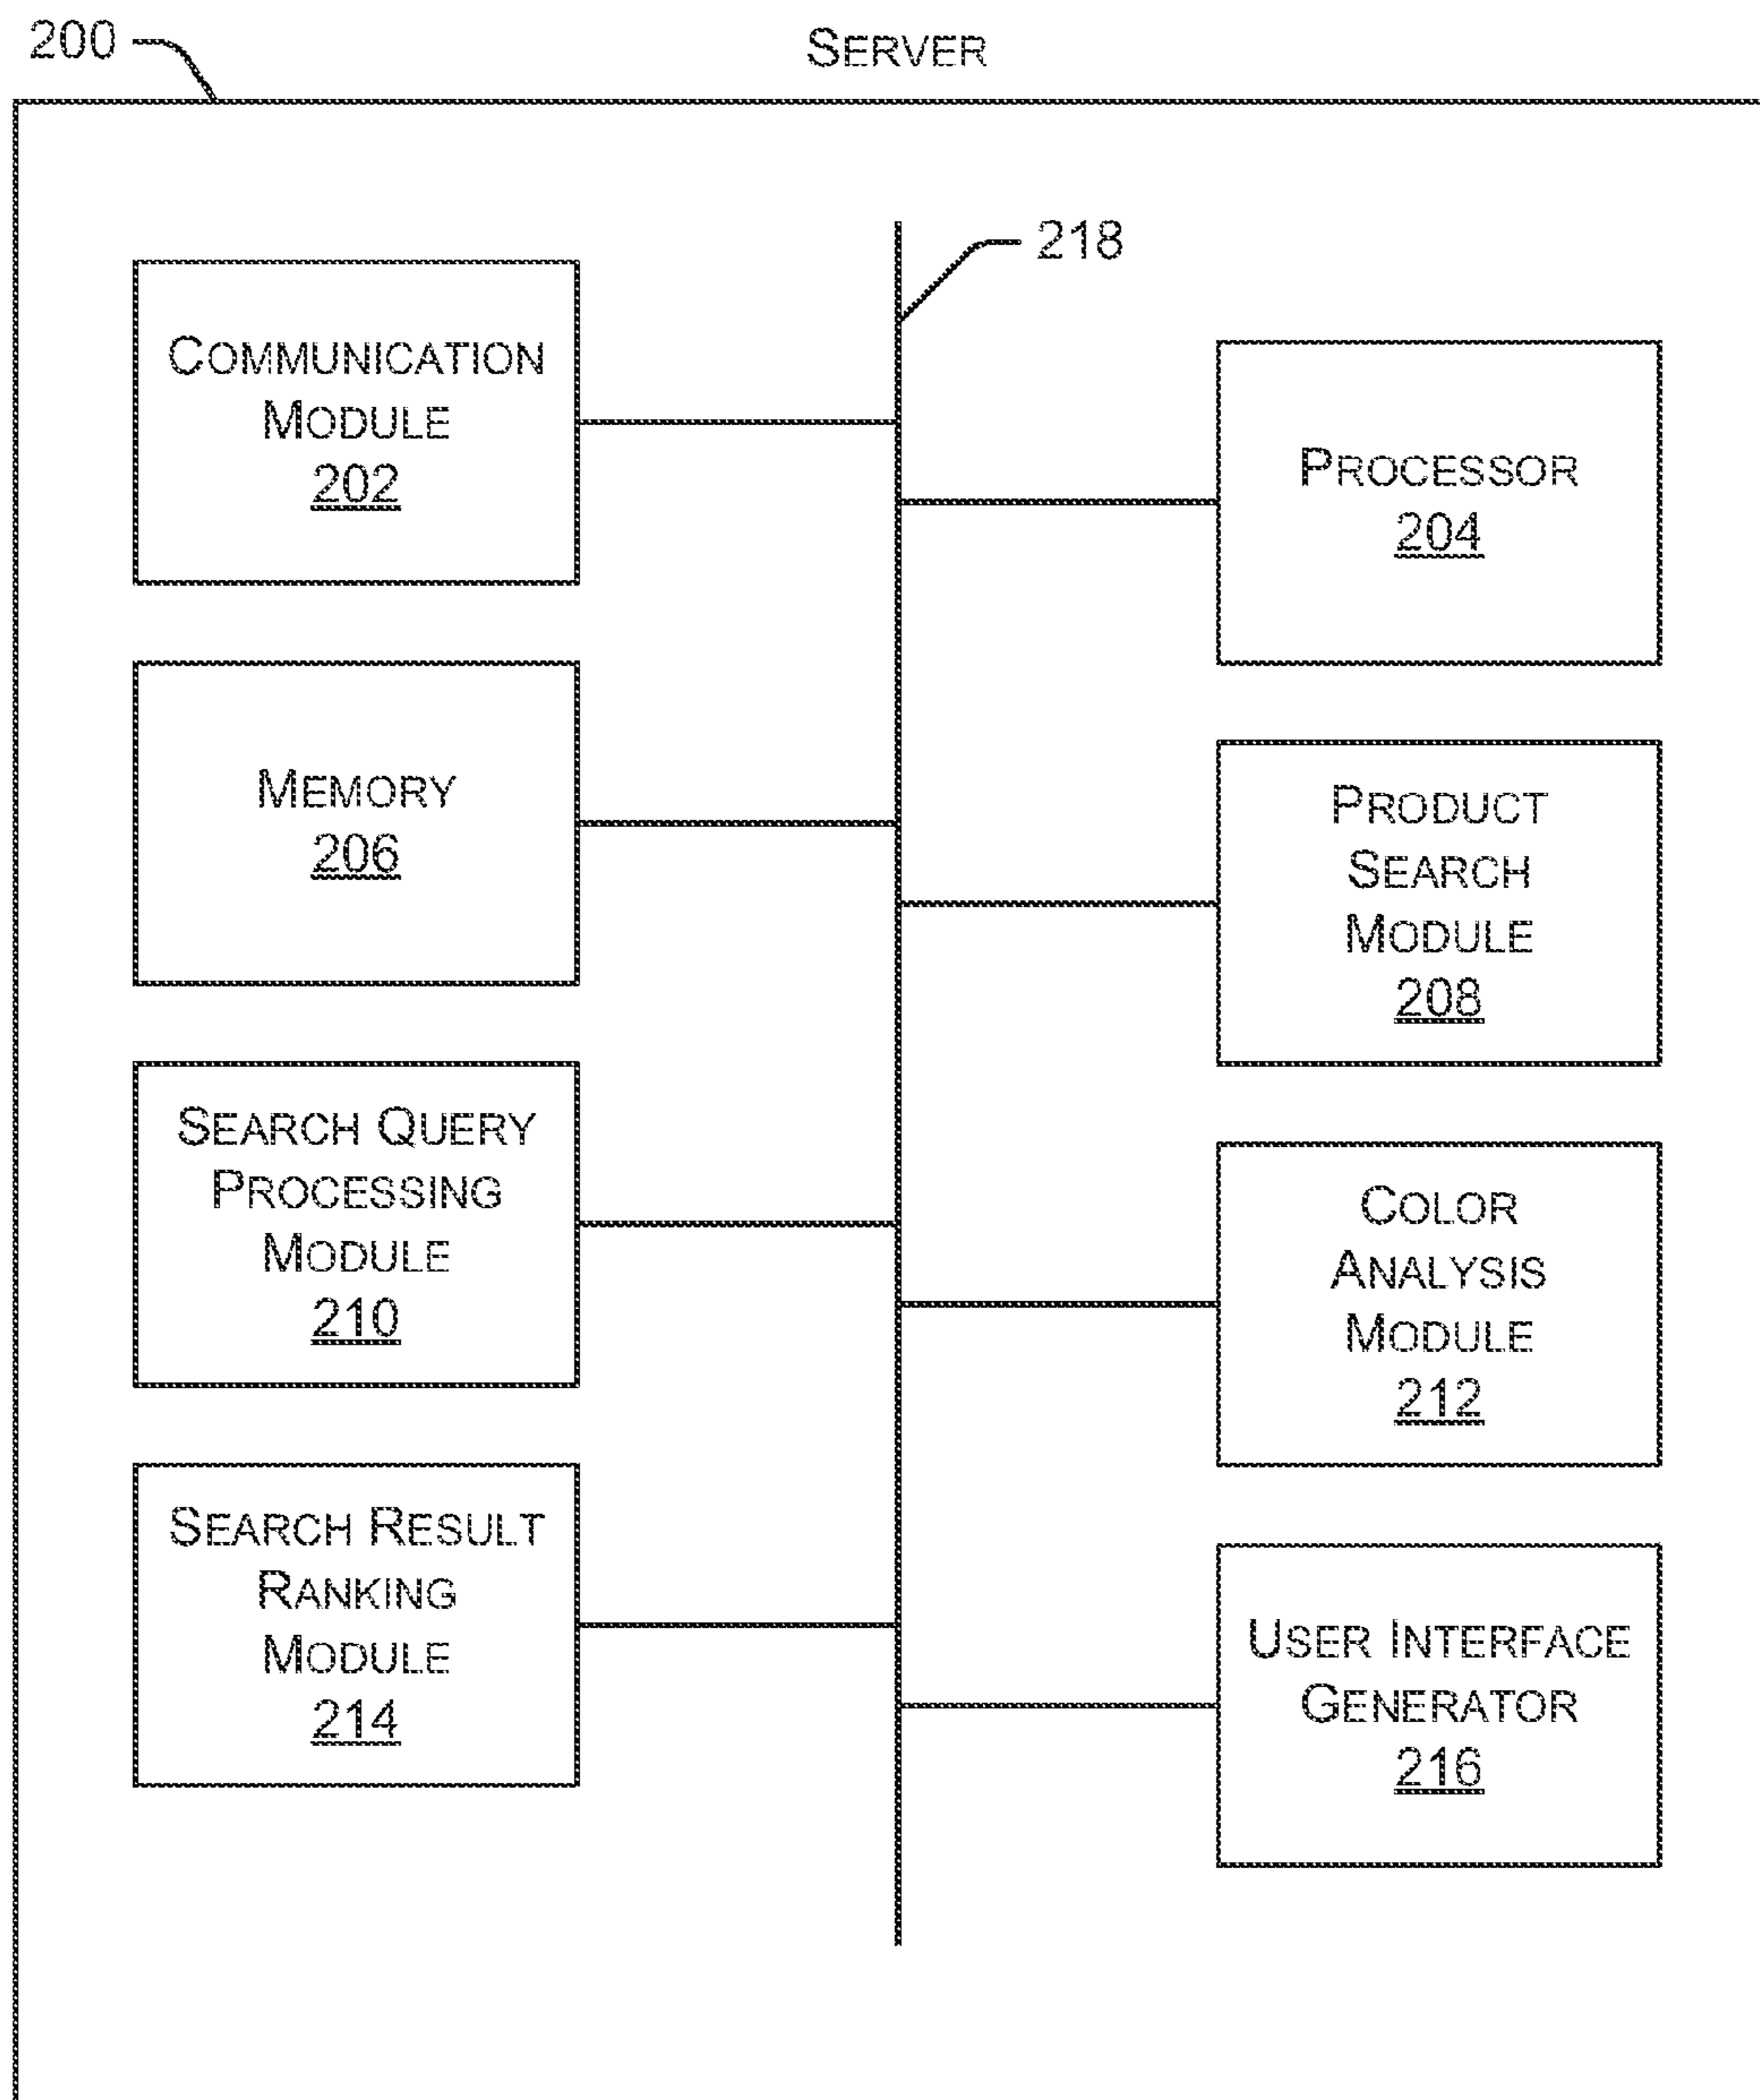 200
SERVER
218
COMMUNICATION
MODULE
202
PROCESSOR
204
MEMORY
206
PRODUCT
SEARCH
MODULE
208
SEARCH QUERY
PROCESSING
MODULE
210
COLOR
ANALYSIS
MODULE
212
SEARCH RESULT
RANKING
MODULE
214
USER INTERFACE
GENERATOR
216